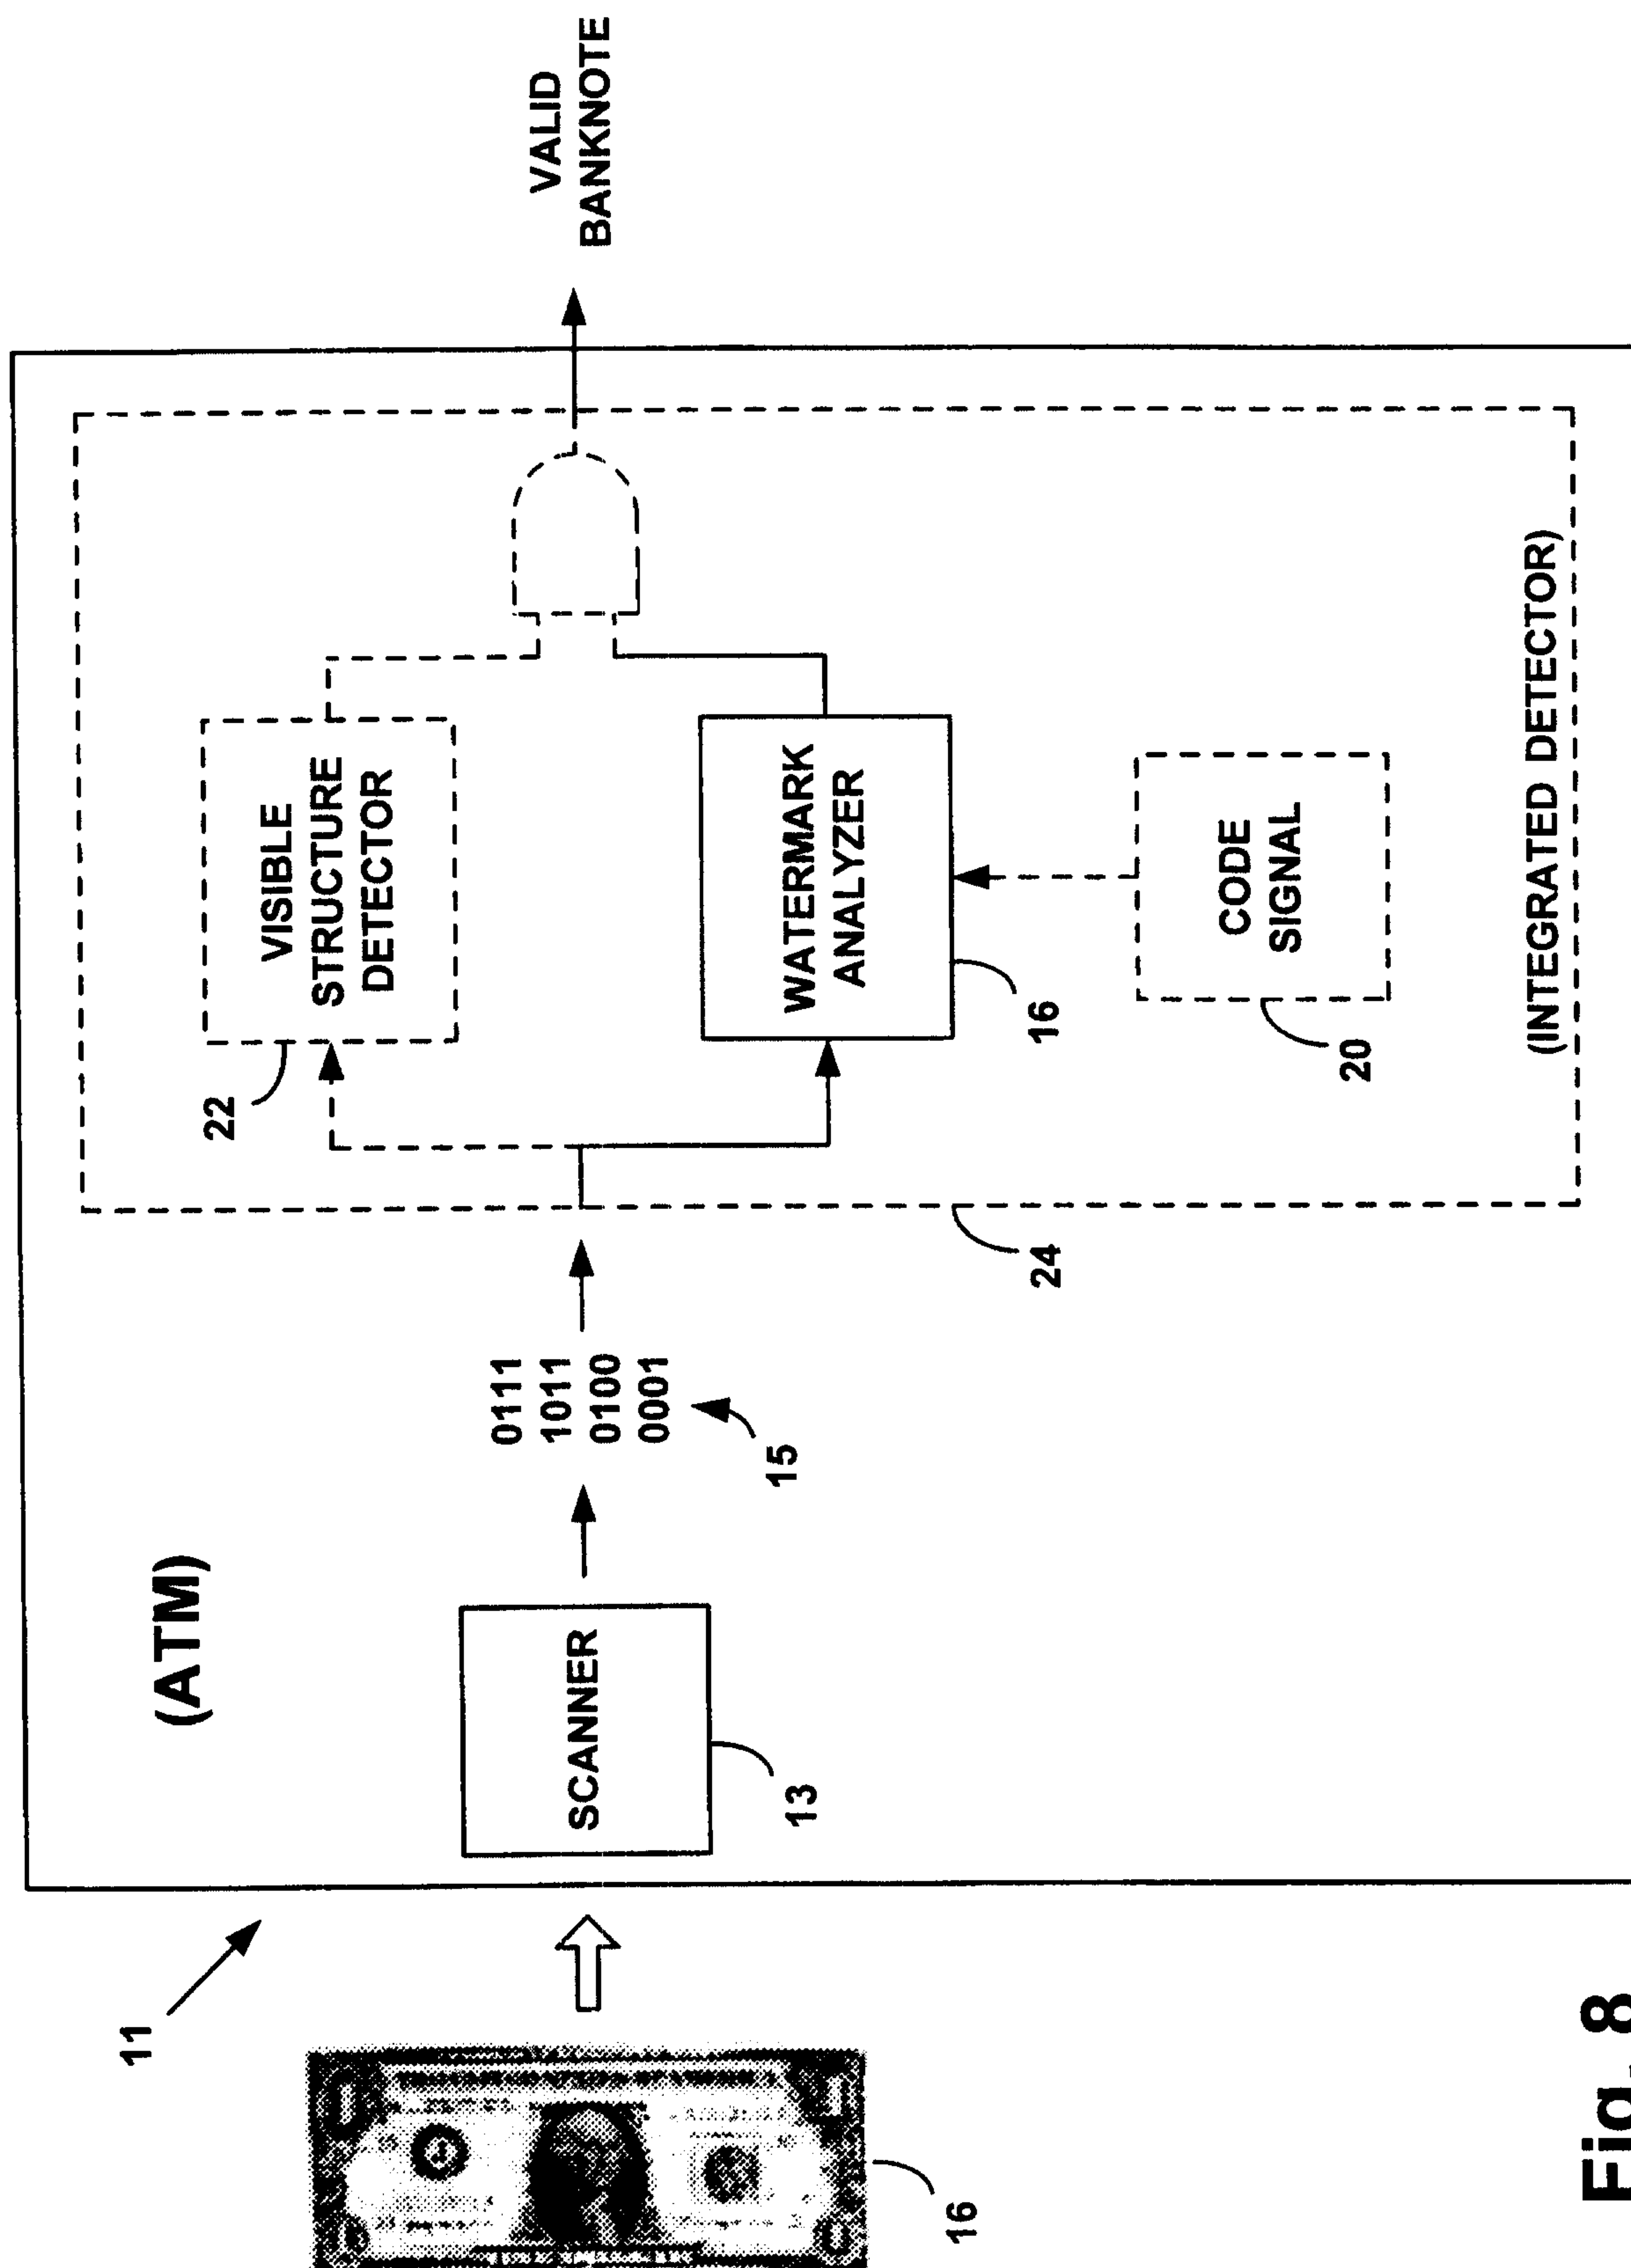 11
(ATM)
16
SCANNER
13
0111
1011
0100
0001
15
24
22
VISIBLE
STRUCTURE
DETECTOR
WATERMARK
ANALYZER
16
CODE
SIGNAL
20
(INTEGRATED DETECTOR)
VALID
BANKNOTE
Fig. 8